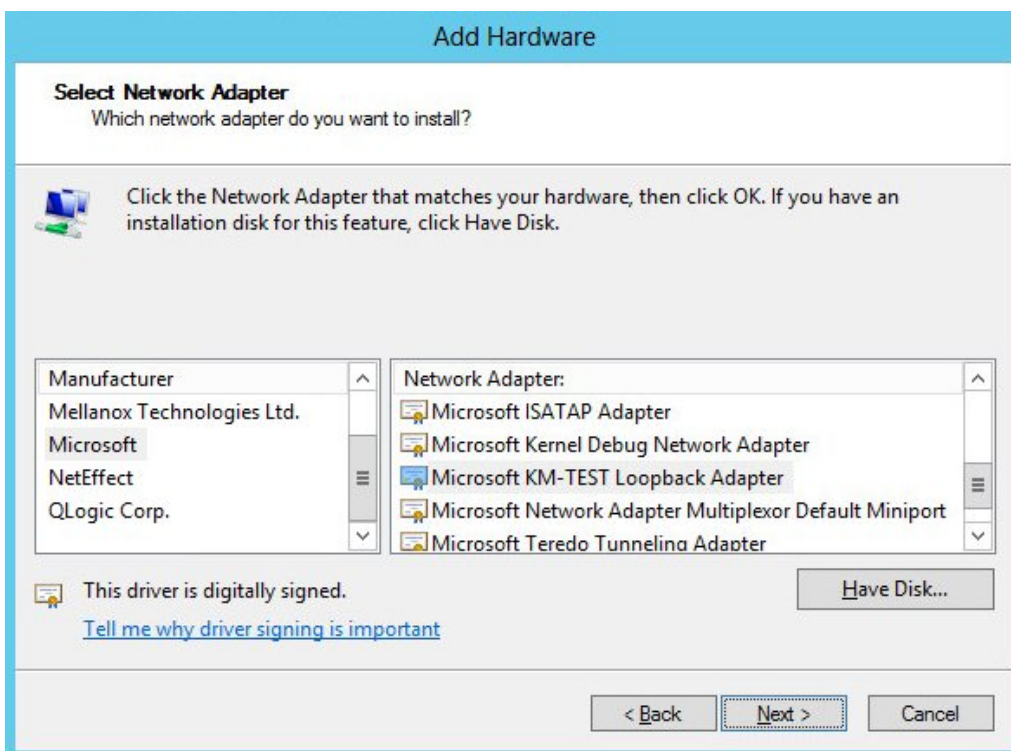 Add Hardware
Select Network Adapter
Which network adapter do you want to install?
Click the Network Adapter that matches your hardware, then click OK. If you have an
installation disk for this feature, click Have Disk.
Manufacturer
Mellanox Technologies Ltd.
Microsoft
NetEffect
QLogic Corp.
Network Adapter:
Microsoft ISATAP Adapter
Microsoft Kernel Debug Network Adapter
Microsoft KM-TEST Loopback Adapter
Microsoft Network Adapter Multiplexor Default Miniport
Microsoft Teredo Tunneling Adapter
This driver is digitally signed.
Have Disk...
Tell me why driver signing is important
< Back
Next >
Cancel